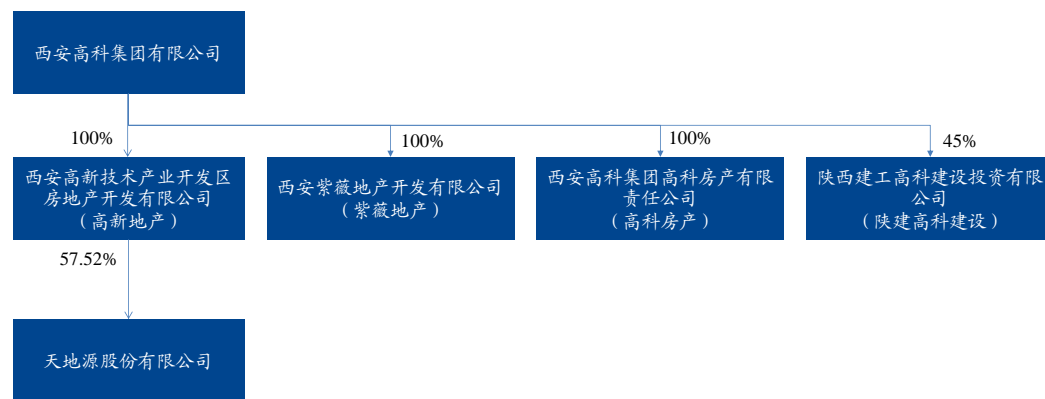 西安高科集团有限公司
100%
100%
100%
45%
西安高新技术产业开发区
房地产开发有限公司
（高新地产）
西安紫薇地产开发有限公司
（紫薇地产）
西安高科集团高科房产有限
责任公司
（高科房产）
陕西建工高科建设投资有限
公司
（陕建高科建设）
57.52%
天地源股份有限公司